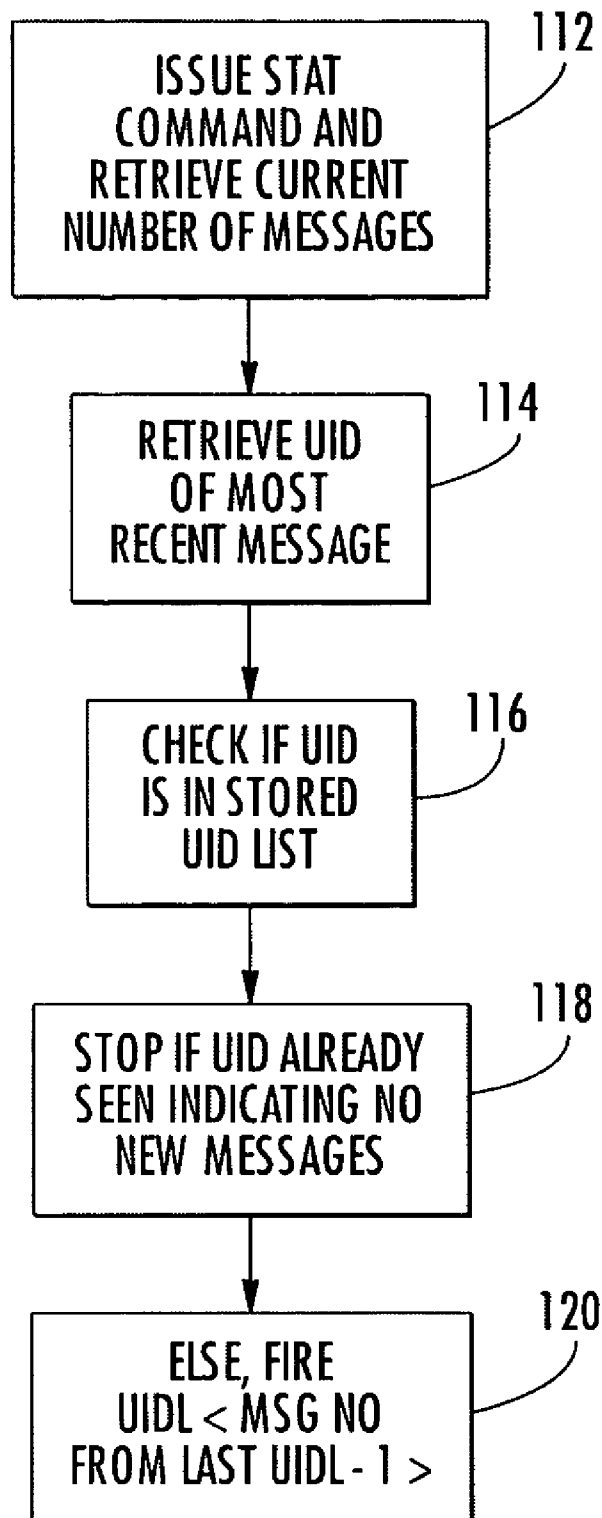 112
ISSUE STAT
COMMAND AND
RETRIEVE CURRENT
NUMBER OF MESSAGES
114
RETRIEVE UID
OF MOST
RECENT MESSAGE
116
CHECK IF UID
IS IN STORED
UID LIST
118
STOP IF UID ALREADY
SEEN INDICATING NO
NEW MESSAGES
120
ELSE, FIRE
UIDL < MSG NO
FROM LAST UIDL - 1 >